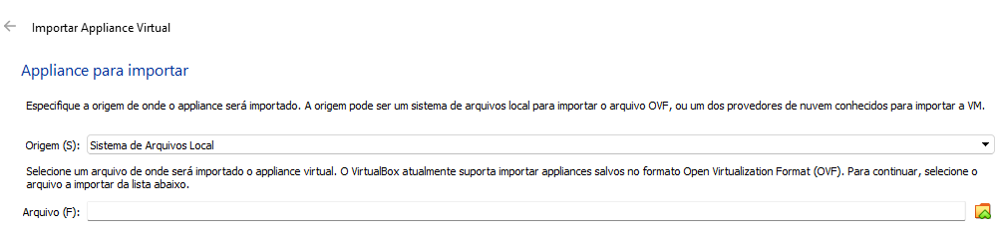 Importar Appliance Virtual
Appliance para importar
Especifique a origem de onde o appliance será importado. A origem pode ser um sistema de arquivos local para importar o arquivo OVF, ou um dos provedores de nuvem conhecidos para importar a VM.
Origem (S): Sistema de Arquivos Local
Selecione um arquivo de onde será importado o appliance virtual. O VirtualBox atualmente suporta importar appliances salvos no formato Open Virtualization Format (OVF). Para continuar, selecione o
arquivo a importar da lista abaixo.
Arquivo (F):